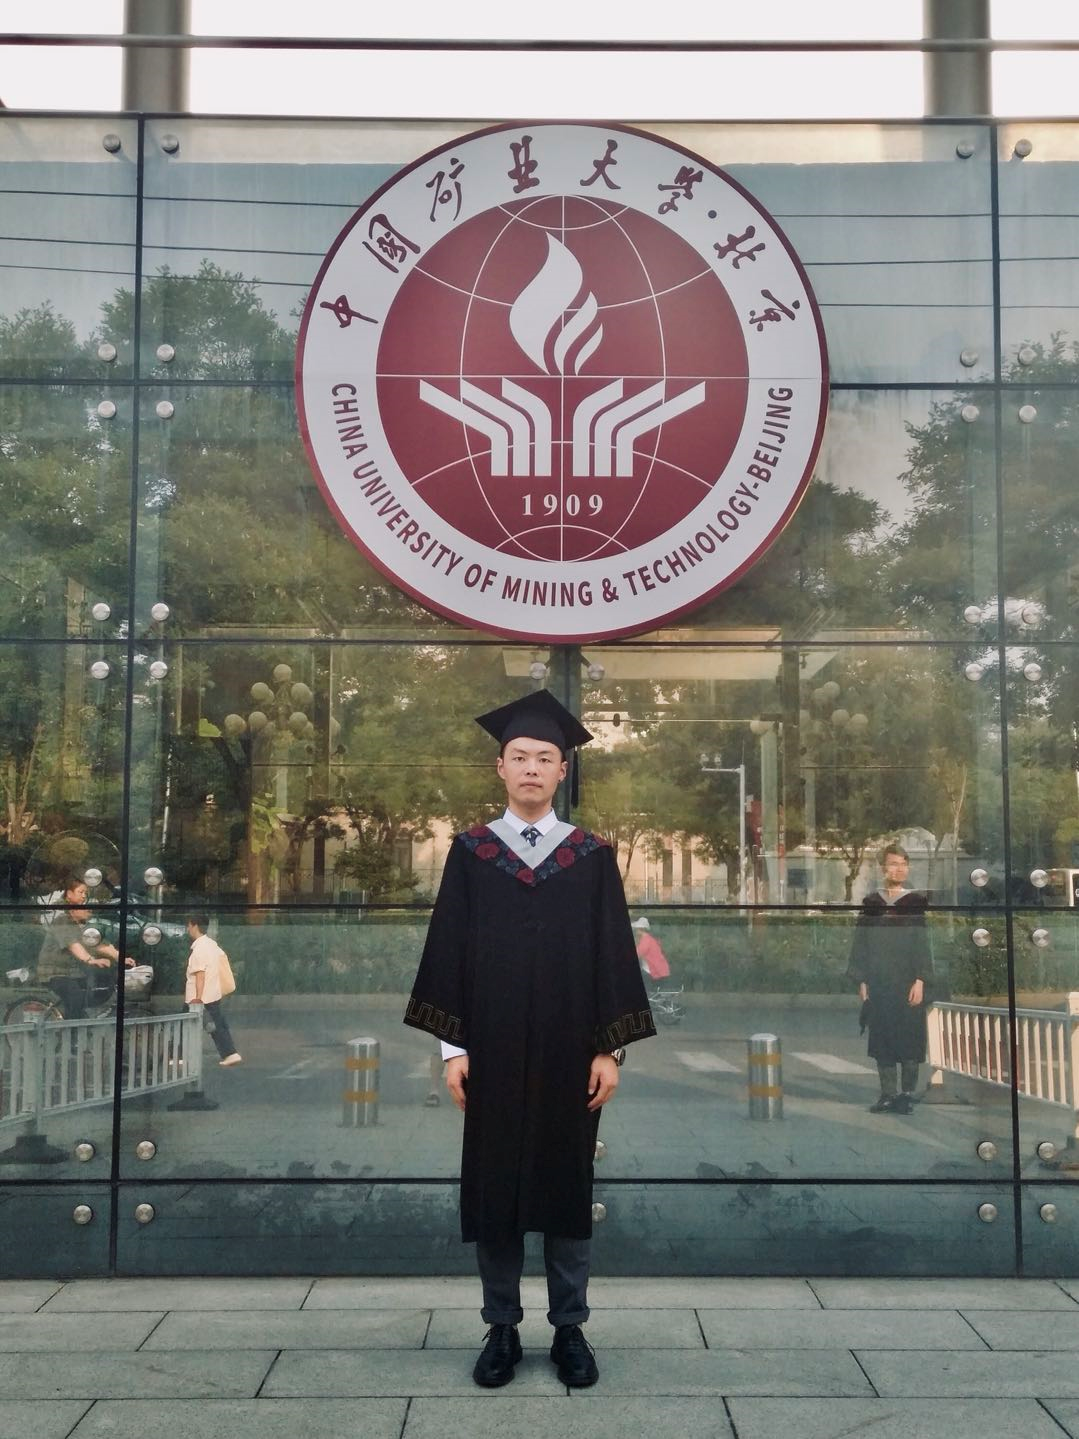 中国矿业大学·北京
1909
CHINA UNIVERSITY OF MINING & TECHNOLOGY-BEIJING